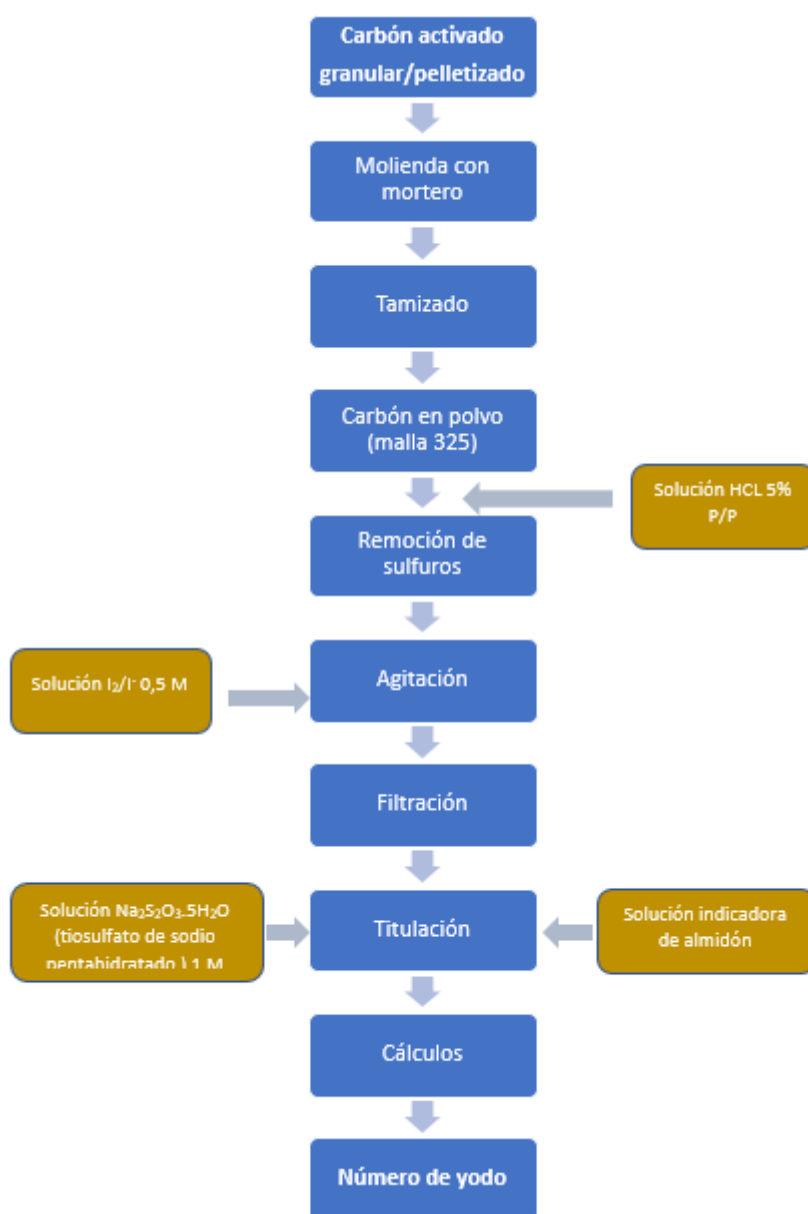 Carbón activado
granular/pelletizado
Molienda con
mortero
Tamizado
Carbón en polvo
(malla 325)
Solución HCL 5%
P/P
Remoción de
sulfuros
Solución I₂/I⁻ 0,5 M
Agitación
Filtración
Solución Na₂S₂O₃.5H₂O
(tiosulfato de sodio
pentahidratado ) 1 M
Titulación
Solución indicadora
de almidón
Cálculos
Número de yodo